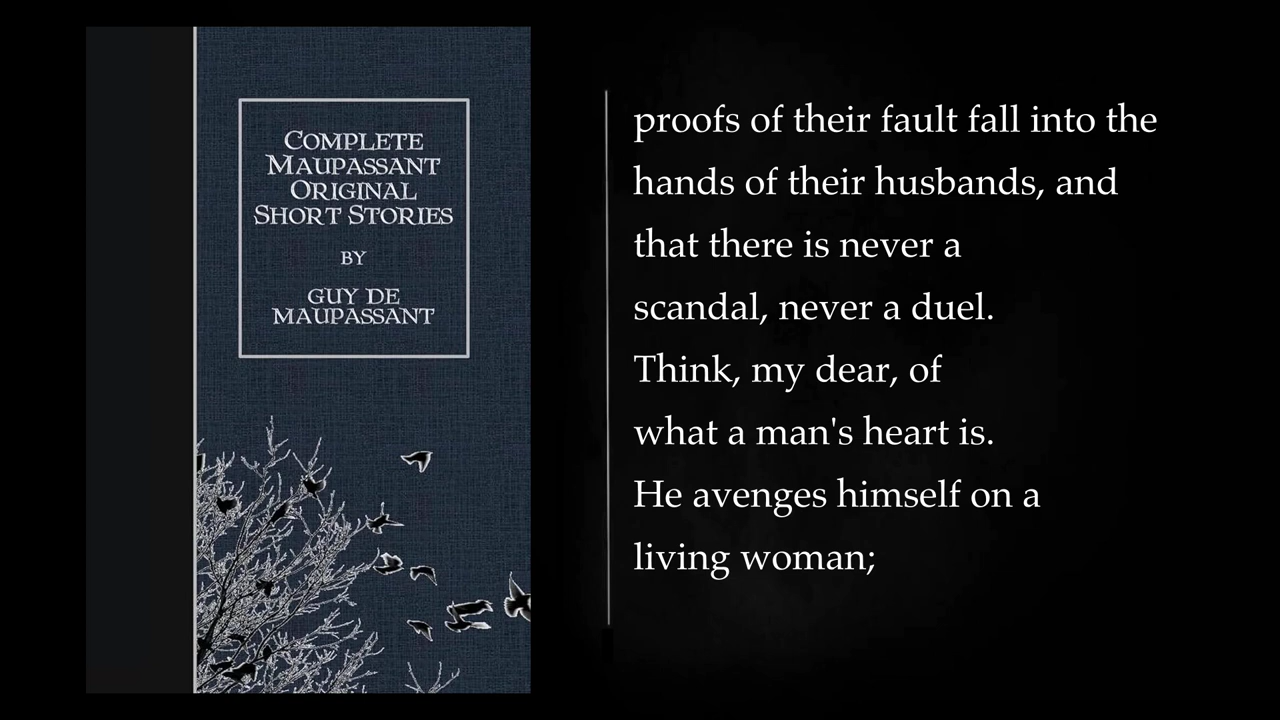 COMPLETE
MAUPASSANT
ORIGINAL
SHORT STORIES
BY
GUY DE
MAUPASSANT
proofs of their fault fall into the
hands of their husbands, and
that there is never a
scandal, never a duel.
Think, my dear, of
what a man's heart is.
He avenges himself on a
living woman;